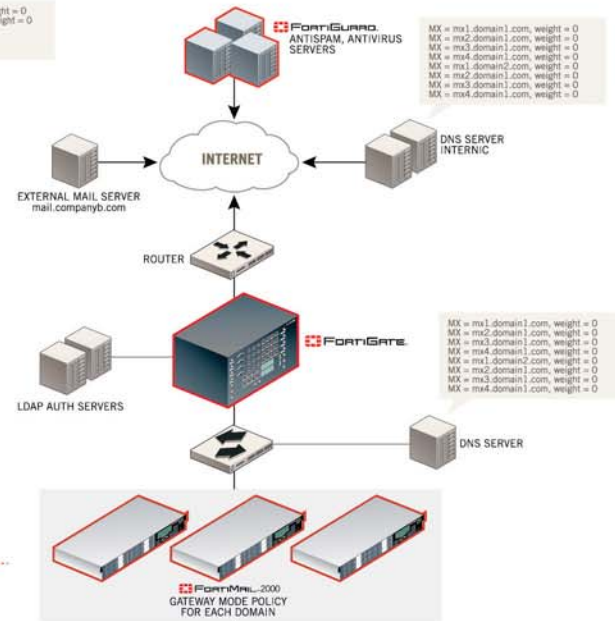 weight = 0
FORTIGUARD
ANTISPAM, ANTIVIRUS
SERVERS
MX = mx1.domain1.com, weight = 0
MX = mx2.domain1.com, weight = 0
MX = mx3.domain1.com, weight = 0
MX = mx4.domain1.com, weight = 0
MX = mx1.domain2.com, weight = 0
MX = mx2.domain1.com, weight = 0
MX = mx3.domain1.com, weight = 0
MX = mx4.domain1.com, weight = 0
DNS SERVER
INTERNIC
INTERNET
EXTERNAL MAIL SERVER
mail.companyb.com
ROUTER
FORTIGATE
MX = mx1.domain1.com, weight = 0
MX = mx2.domain1.com, weight = 0
MX = mx3.domain1.com, weight = 0
MX = mx4.domain1.com, weight = 0
MX = mx1.domain2.com, weight = 0
MX = mx2.domain1.com, weight = 0
MX = mx3.domain1.com, weight = 0
MX = mx4.domain1.com, weight = 0
LDAP AUTH SERVERS
DNS SERVER
FORTIMAIL-2000
GATEWAY MODE POLICY
FOR EACH DOMAIN